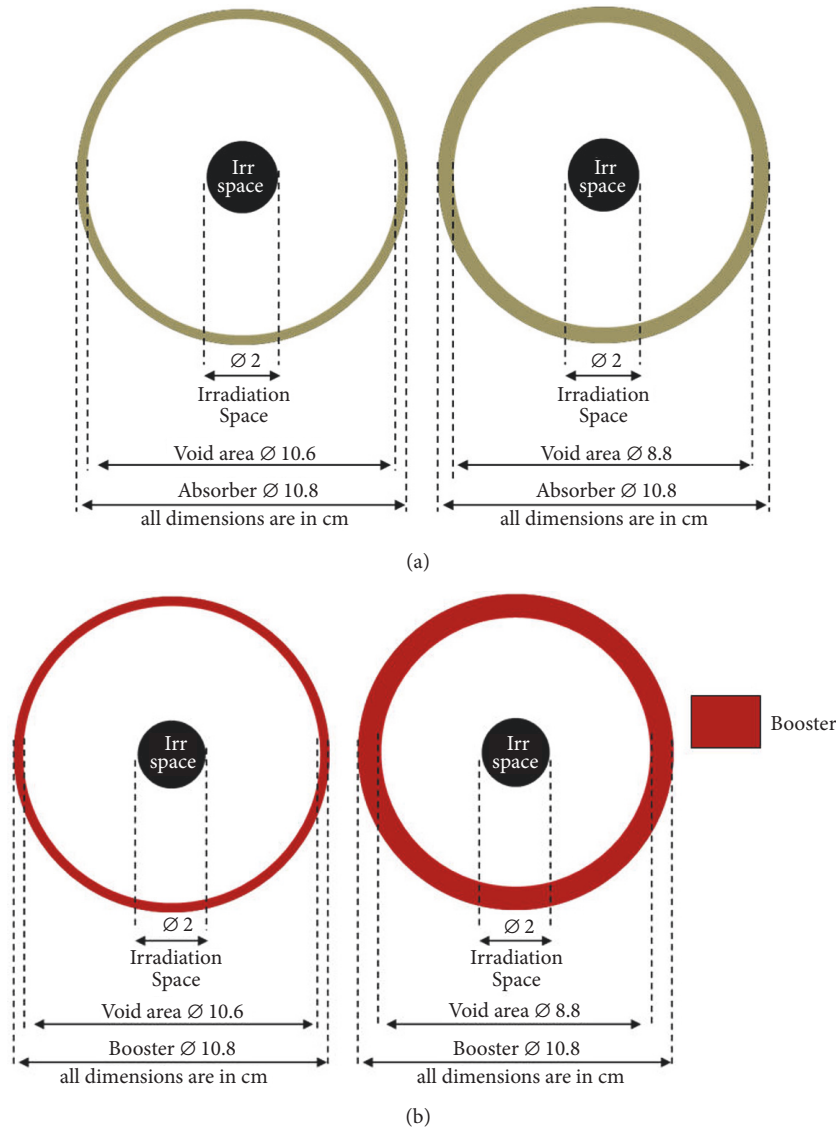 Irr
space
Ø 2
Irradiation
Space
Void area Ø 10.6
Absorber Ø 10.8
all dimensions are in cm
Irr
space
Ø 2
Irradiation
Space
Void area Ø 8.8
Absorber Ø 10.8
all dimensions are in cm
(a)
Irr
space
Ø 2
Irradiation
Space
Void area Ø 10.6
Booster Ø 10.8
all dimensions are in cm
Irr
space
Ø 2
Irradiation
Space
Void area Ø 8.8
Booster Ø 10.8
all dimensions are in cm
Booster
(b)